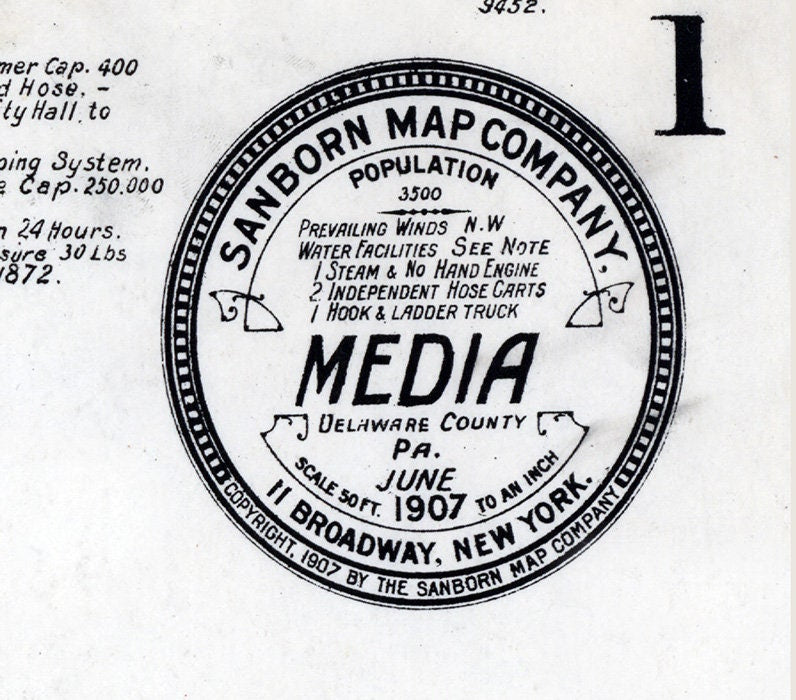 9452.
1
mer Cap. 400
d Hose. –
ty Hall to
ping System.
e Cap. 250.000
n 24 Hours.
sure 30 Lbs
1872.
SANBORN MAP COMPANY,
POPULATION
3500
PREVAILING WINDS N.W
WATER FACILITIES SEE NOTE
1 STEAM & NO HAND ENGINE
2 INDEPENDENT HOSE CARTS
1 HOOK & LADDER TRUCK
MEDIA
DELAWARE COUNTY
PA.
JUNE
1907
SCALE 50 FT. TO AN INCH
11 BROADWAY, NEW YORK.
COPYRIGHT, 1907 BY THE SANBORN MAP COMPANY